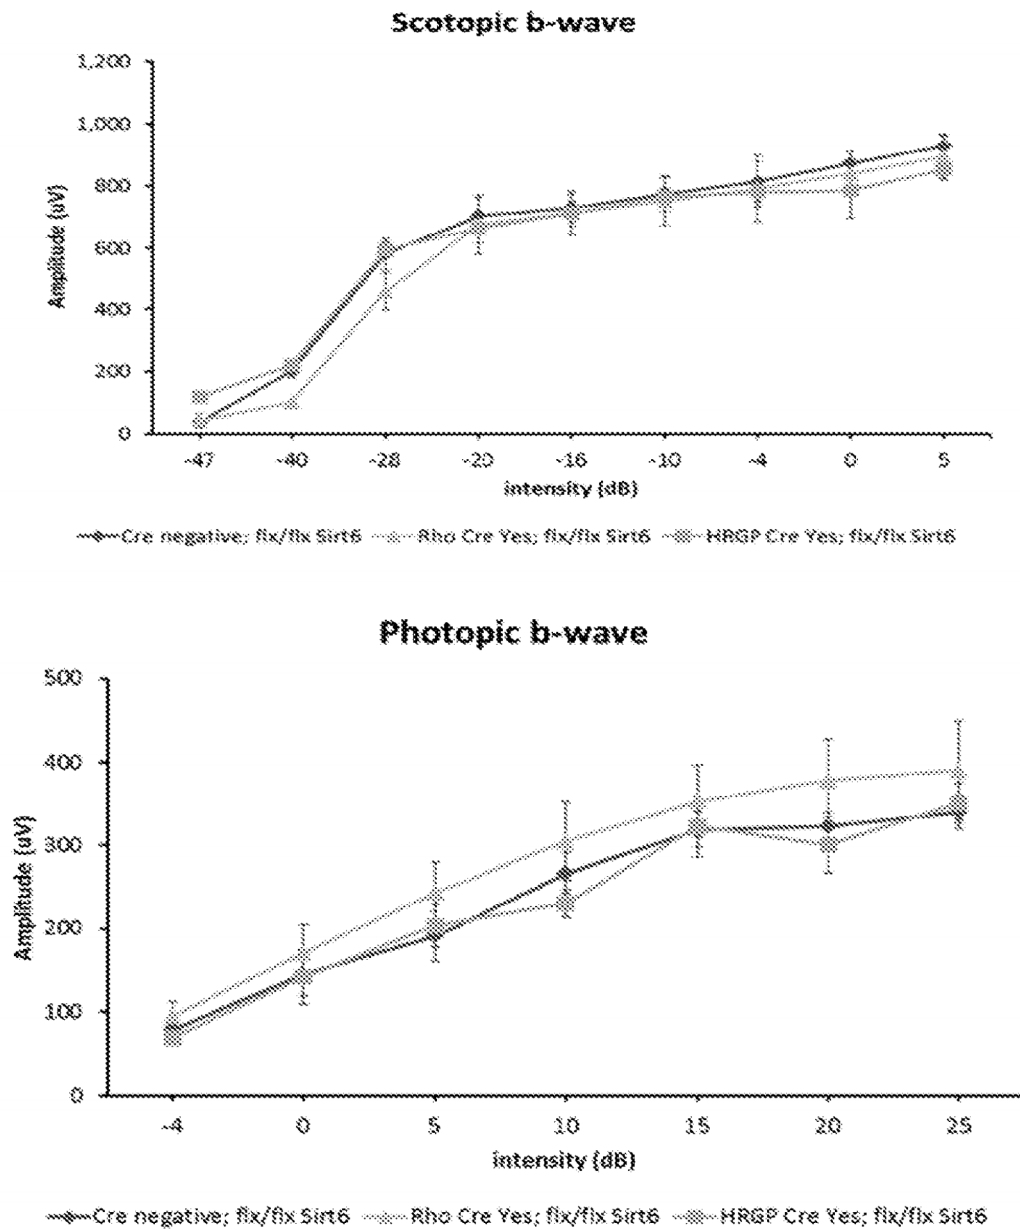 Scotopic b-wave
1,200
1,000
800
600
400
200
0
Amplitude (uV)
-47 -40 -28 -20 -16 -10 -4 0 5
intensity (dB)
Cre negative; flx/flx Sirt6 Rho Cre Yes; flx/flx Sirt6 HRGP Cre Yes; flx/flx Sirt6
Photopic b-wave
500
400
300
200
100
0
Amplitude (uV)
-4 0 5 10 15 20 25
intensity (dB)
Cre negative; flx/flx Sirt6 Rho Cre Yes; flx/flx Sirt6 HRGP Cre Yes; flx/flx Sirt6